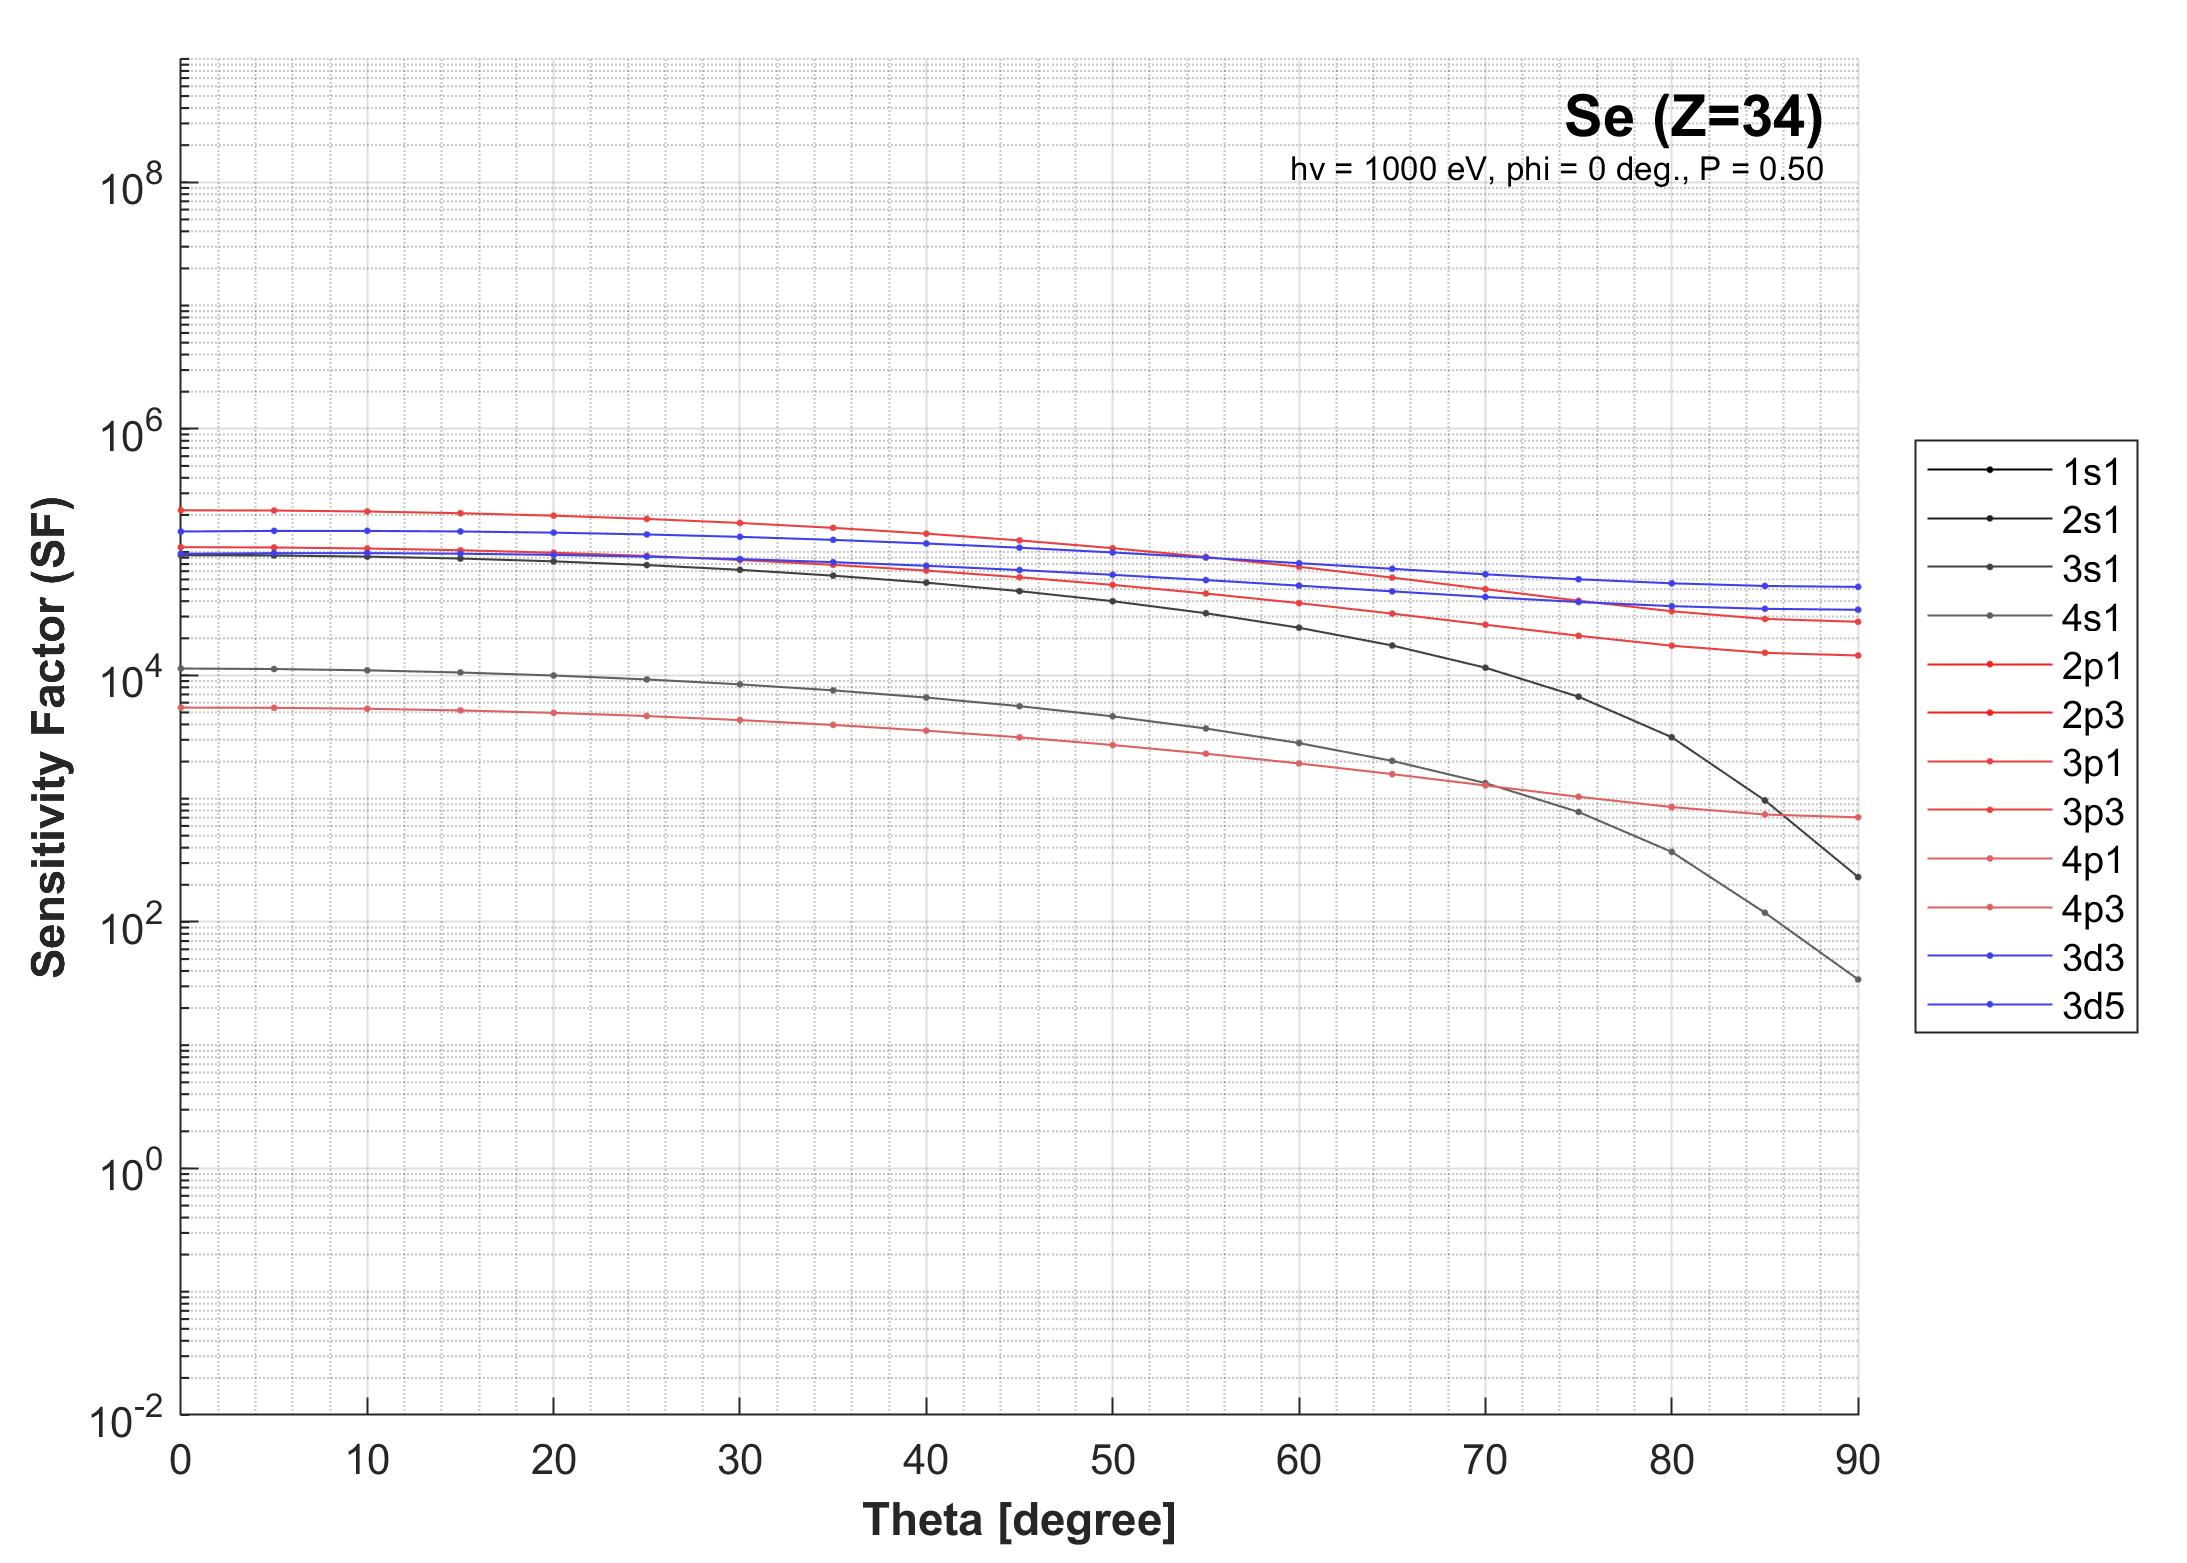 Se (Z=34)
hv = 1000 eV, phi = 0 deg., P = 0.50
Sensitivity Factor (SF)
10^8
10^6
10^4
10^2
10^0
10^-2
0 10 20 30 40 50 60 70 80 90
Theta [degree]
1s1
2s1
3s1
4s1
2p1
2p3
3p1
3p3
4p1
4p3
3d3
3d5